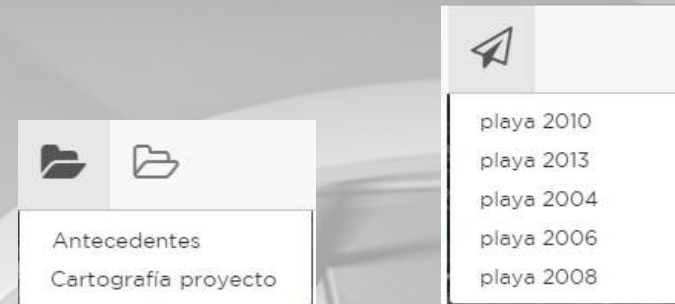 Antecedentes
Cartografía proyecto
playa 2010
playa 2013
playa 2004
playa 2006
playa 2008